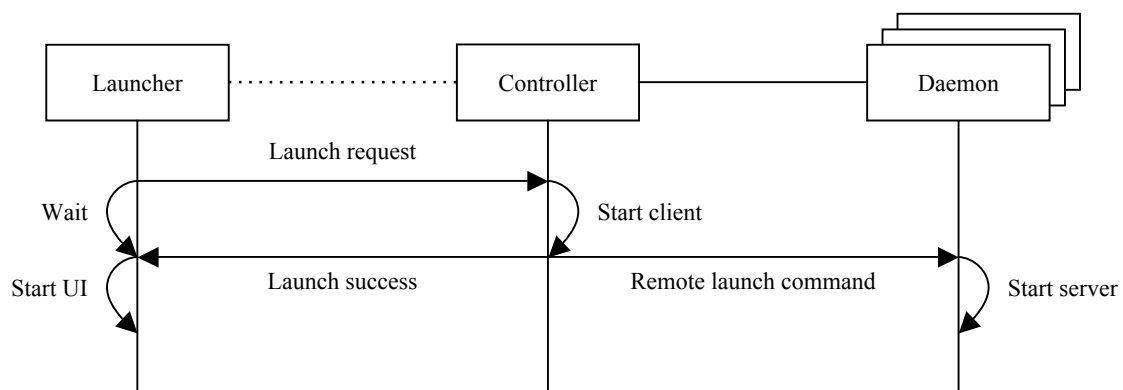 Launcher
Controller
Daemon
Launch request
Wait
Start client
Launch success
Remote launch command
Start UI
Start server